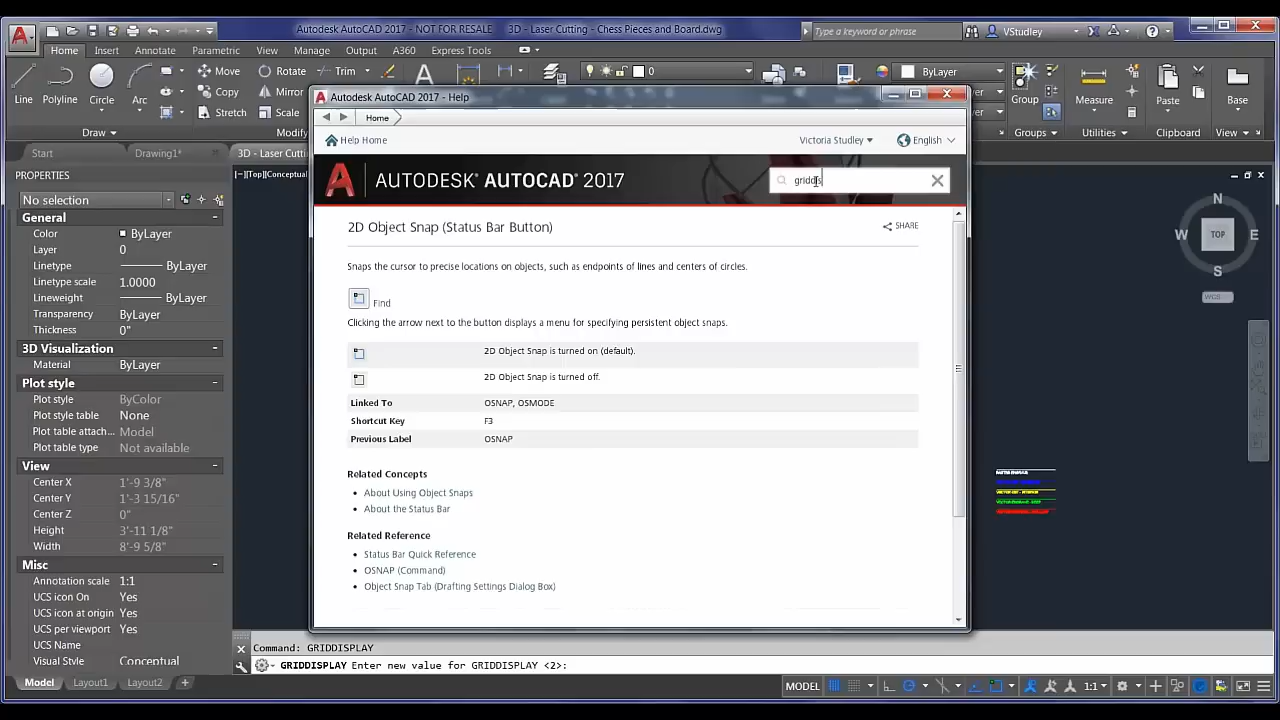 Autodesk AutoCAD 2017 - NOT FOR RESALE 3D - Laser Cutting - Chess Pieces and Board.dwg
Type a keyword or phrase
VStudley
Home Insert Annotate Parametric View Manage Output A360 Express Tools
Line Polyline Circle Arc
Move Rotate Trim
Copy Mirror
Stretch Scale
0
ByLayer
Group Measure Paste Base
Draw Modify Groups Utilities Clipboard View
Start Drawing1* 3D - Laser Cutti
[-][Top][Conceptual
PROPERTIES
No selection
General
Color ByLayer
Layer 0
Linetype ByLayer
Linetype scale 1.0000
Lineweight ByLayer
Transparency ByLayer
Thickness 0"
3D Visualization
Material ByLayer
Plot style
Plot style ByColor
Plot style table None
Plot table attach... Model
Plot table type Not available
View
Center X 1'-9 3/8"
Center Y 1'-3 15/16"
Center Z 0"
Height 3'-11 1/8"
Width 8'-9 5/8"
Misc
Annotation scale 1:1
UCS icon On Yes
UCS icon at origin Yes
UCS per viewport Yes
UCS Name
Visual Style Conceptual
Autodesk AutoCAD 2017 - Help
Home
Help Home
Victoria Studley
English
AUTODESK® AUTOCAD® 2017
griddis
2D Object Snap (Status Bar Button)
SHARE
Snaps the cursor to precise locations on objects, such as endpoints of lines and centers of circles.
Find
Clicking the arrow next to the button displays a menu for specifying persistent object snaps.
2D Object Snap is turned on (default).
2D Object Snap is turned off.
Linked To OSNAP, OSMODE
Shortcut Key F3
Previous Label OSNAP
Related Concepts
• About Using Object Snaps
• About the Status Bar
Related Reference
• Status Bar Quick Reference
• OSNAP (Command)
• Object Snap Tab (Drafting Settings Dialog Box)
N
W TOP E
S
WCS
Command: GRIDDISPLAY
GRIDDISPLAY Enter new value for GRIDDISPLAY <2>:
Model Layout1 Layout2 +
MODEL 1:1